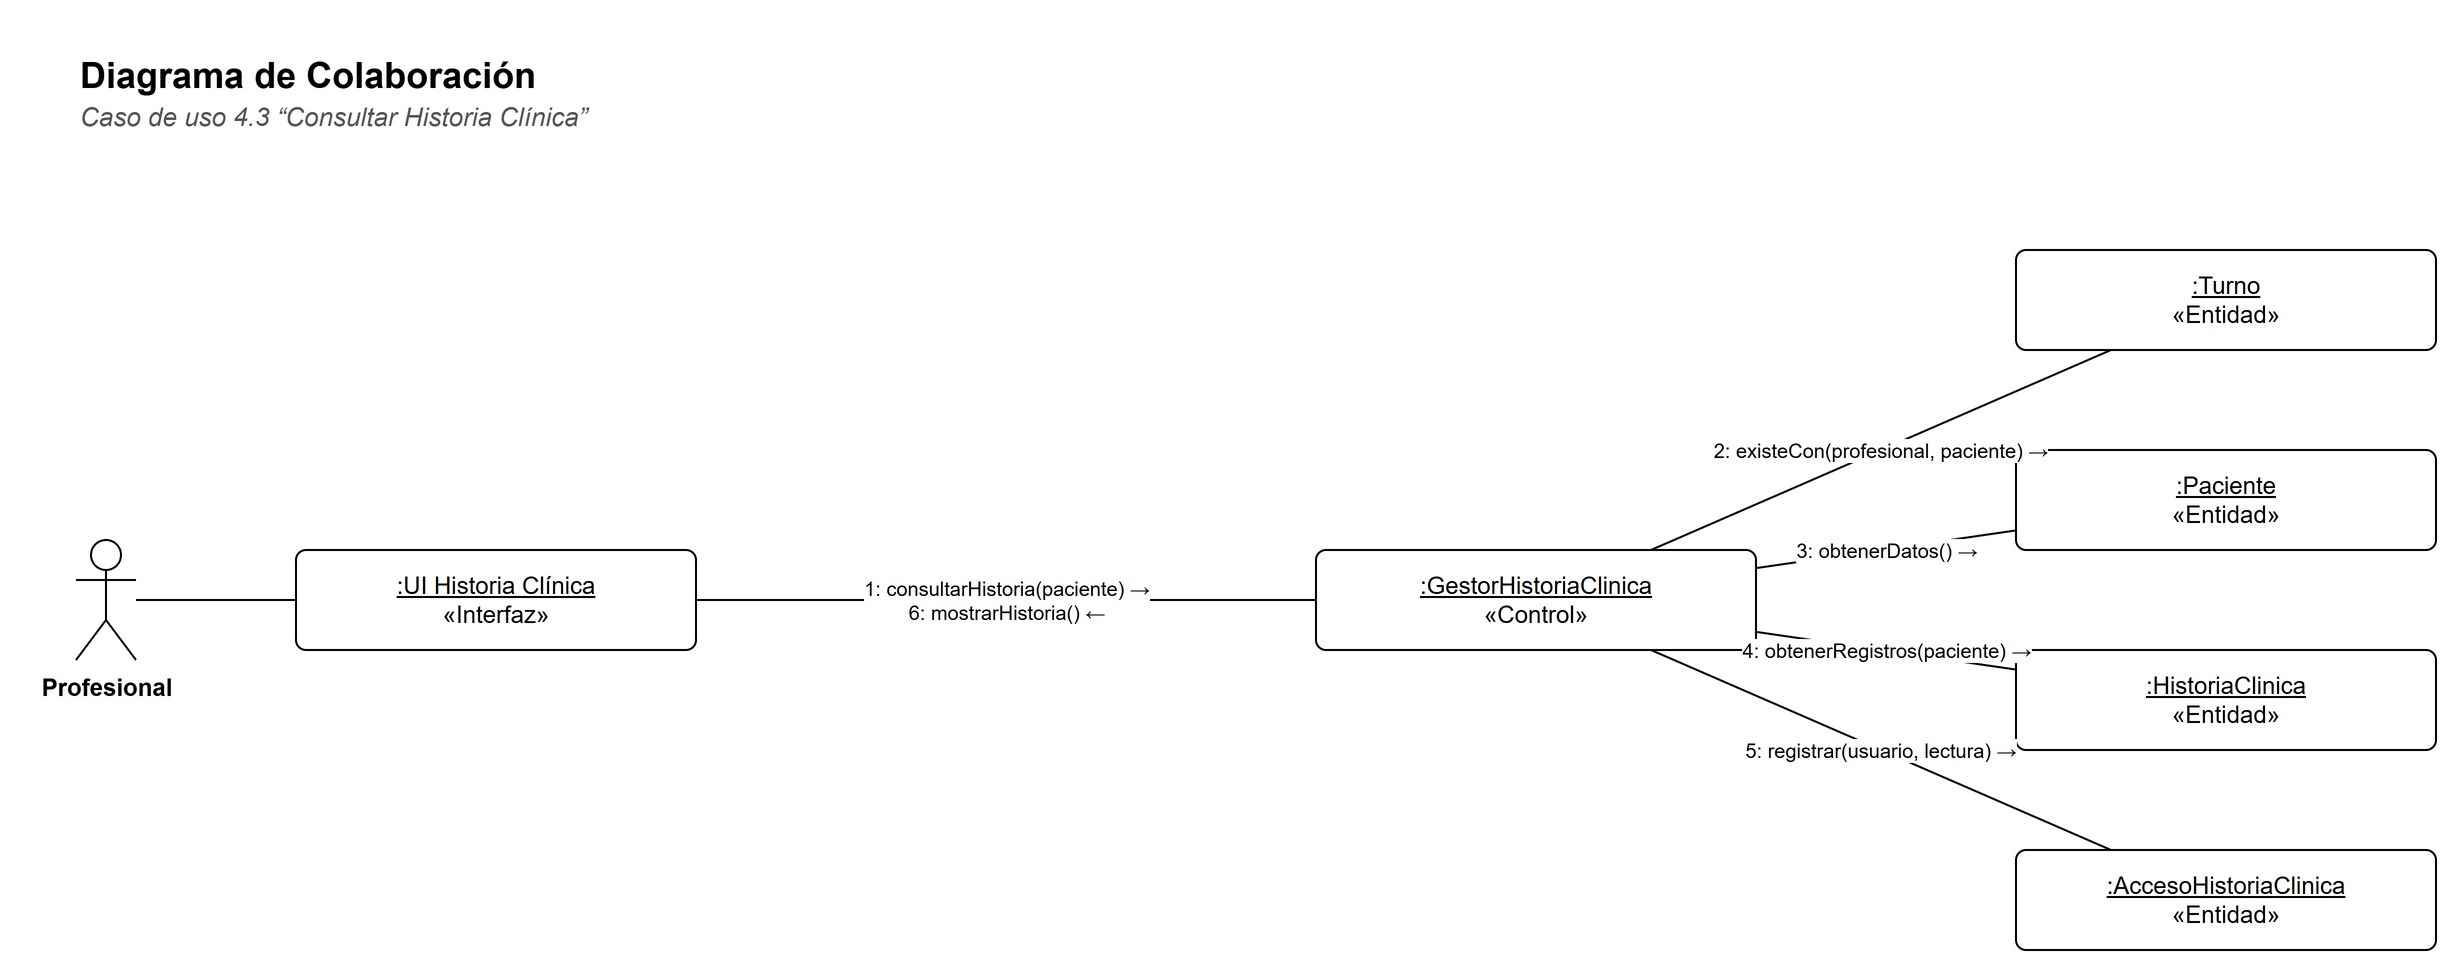 Diagrama de Colaboración
Caso de uso 4.3 “Consultar Historia Clínica”
:Turno
«Entidad»
2: existeCon(profesional, paciente) →
:Paciente
«Entidad»
3: obtenerDatos() →
Profesional
:UI Historia Clínica
«Interfaz»
1: consultarHistoria(paciente) →
6: mostrarHistoria() ←
:GestorHistoriaClinica
«Control»
4: obtenerRegistros(paciente) →
:HistoriaClinica
«Entidad»
5: registrar(usuario, lectura) →
:AccesoHistoriaClinica
«Entidad»